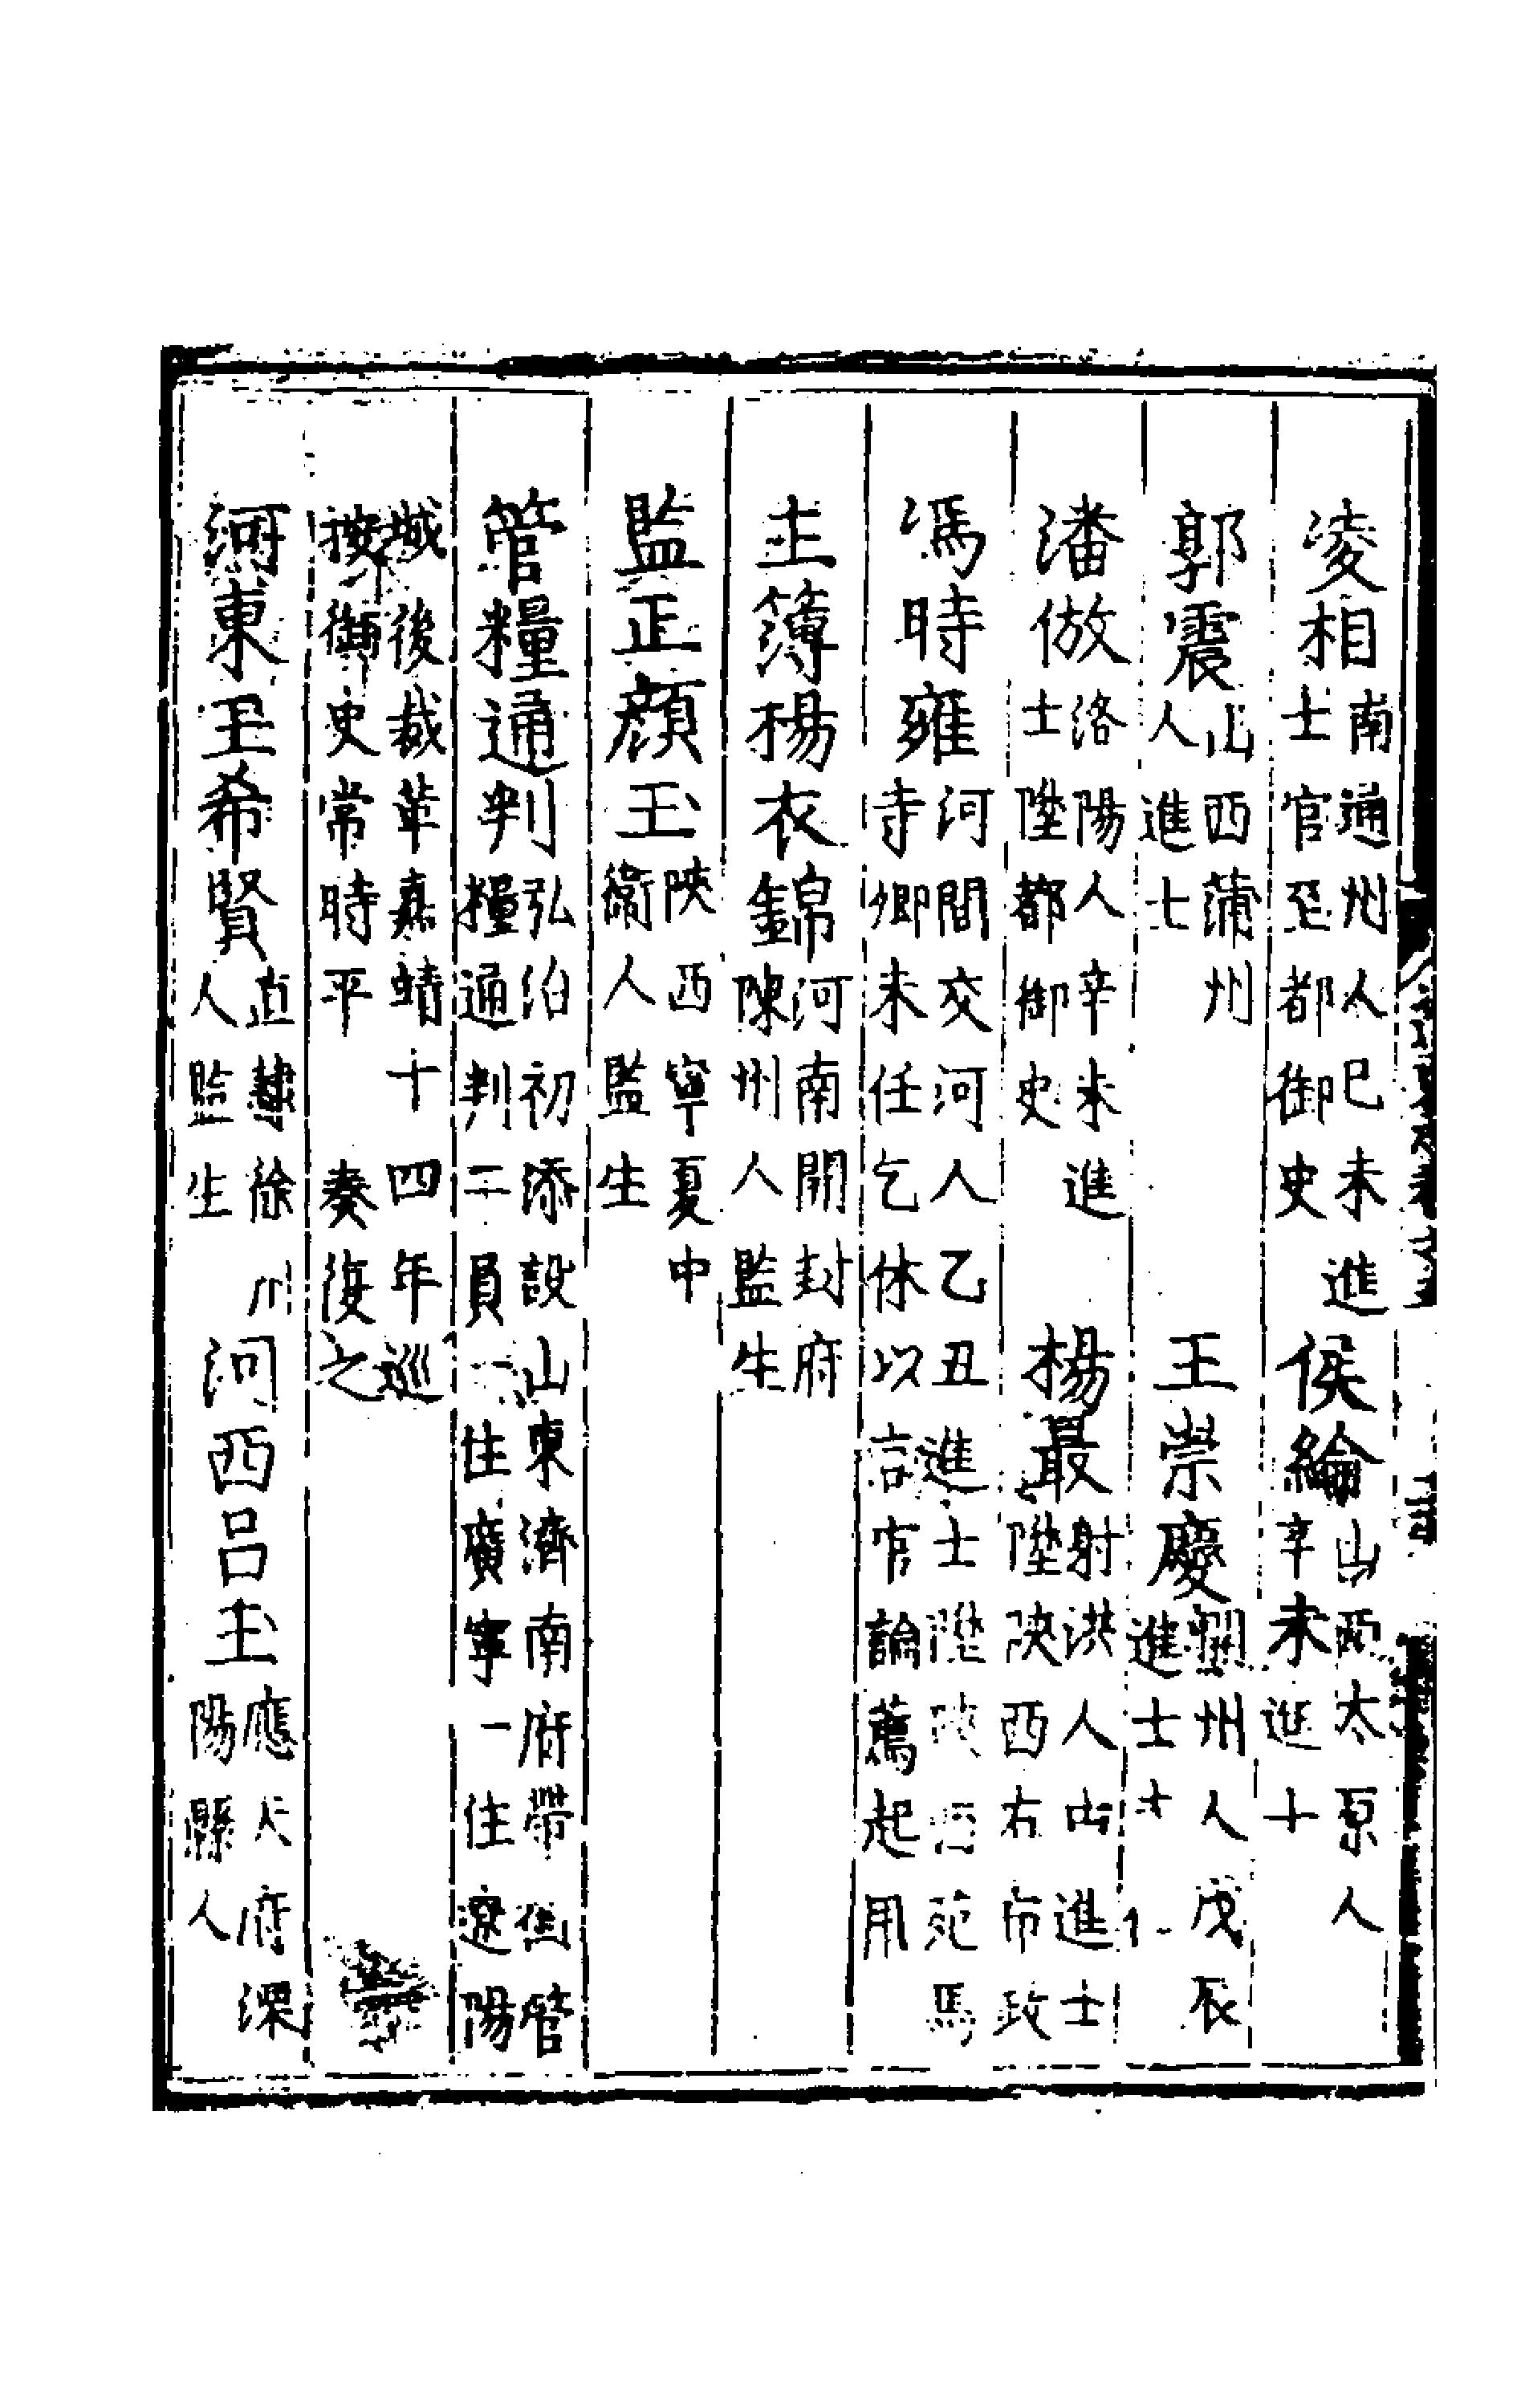 凌相南通州人己未進士官至都御史　侯綸山西太原人辛未進士
郭震山西蒲州人進士　王崇慶開州人戊辰進士
潘倣洛陽人辛未進士陞都御史　楊最射洪人進士陞陝西右布政
馮時雍河間交河人乙丑進士陞陝西苑馬寺卿未任乞休以言官論薦起用
主簿楊衣錦河南開封府陳州人監生
監正顏玉陝西寧夏中衛人監生
管糧通判弘治初添設山東濟南府帶銜管糧通判二員一住廣寧一住遼陽
城後裁革嘉靖十四年巡按御史常時平　奏復之
河東王希賢直隸徐州人監生　河西呂玉應天府溧陽縣人